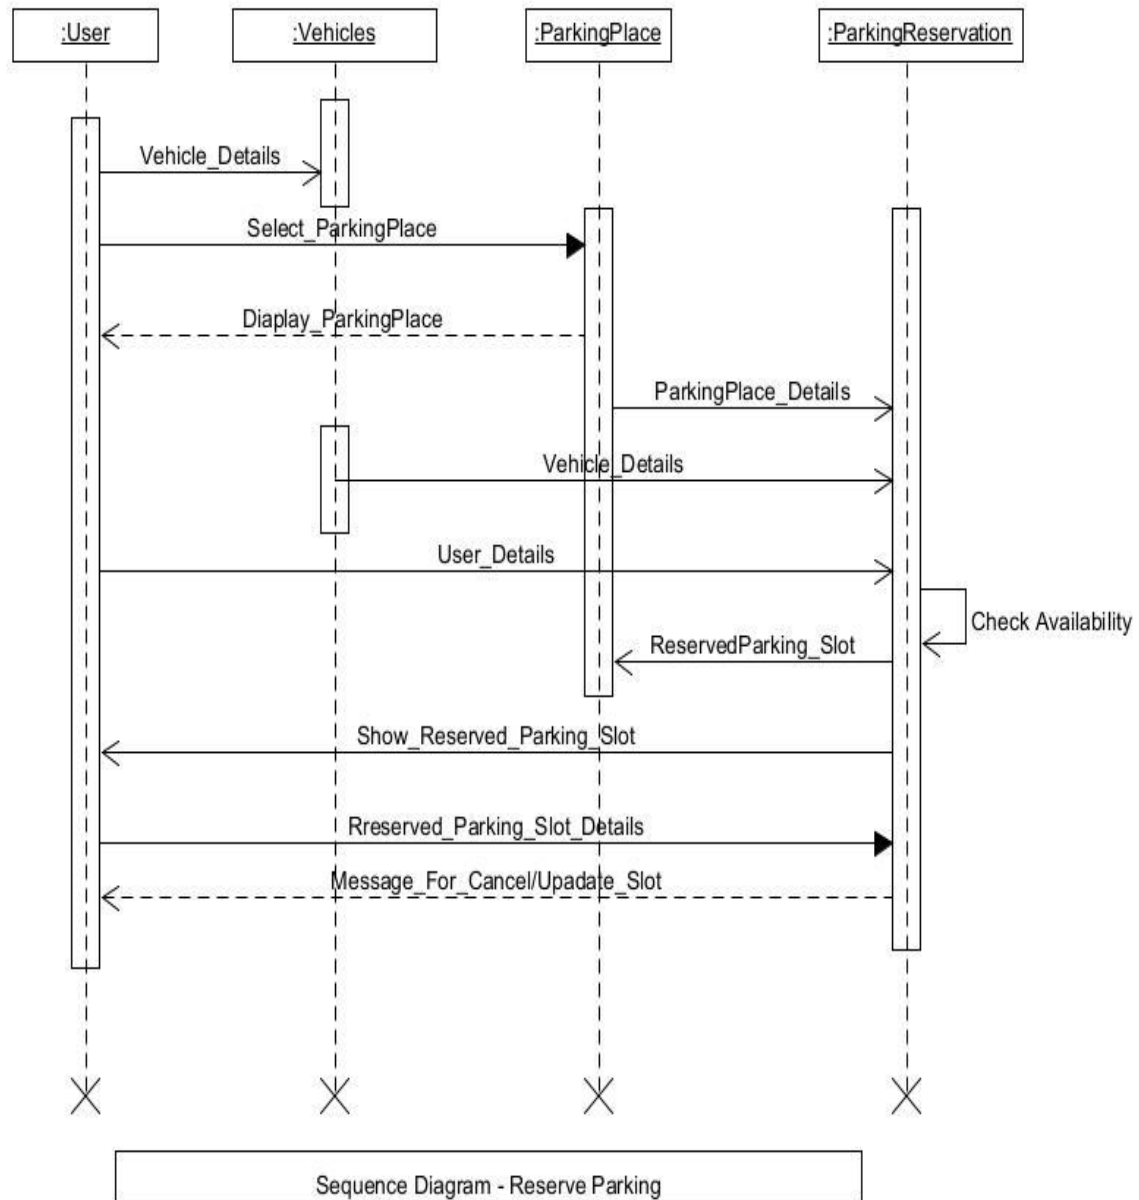 :User
:Vehicles
:ParkingPlace
:ParkingReservation
Vehicle_Details
Select_ParkingPlace
Diaplay_ParkingPlace
ParkingPlace_Details
Vehicle_Details
User_Details
Check Availability
ReservedParking_Slot
Show_Reserved_Parking_Slot
Rreserved_Parking_Slot_Details
Message_For_Cancel/Upadate_Slot
Sequence Diagram - Reserve Parking